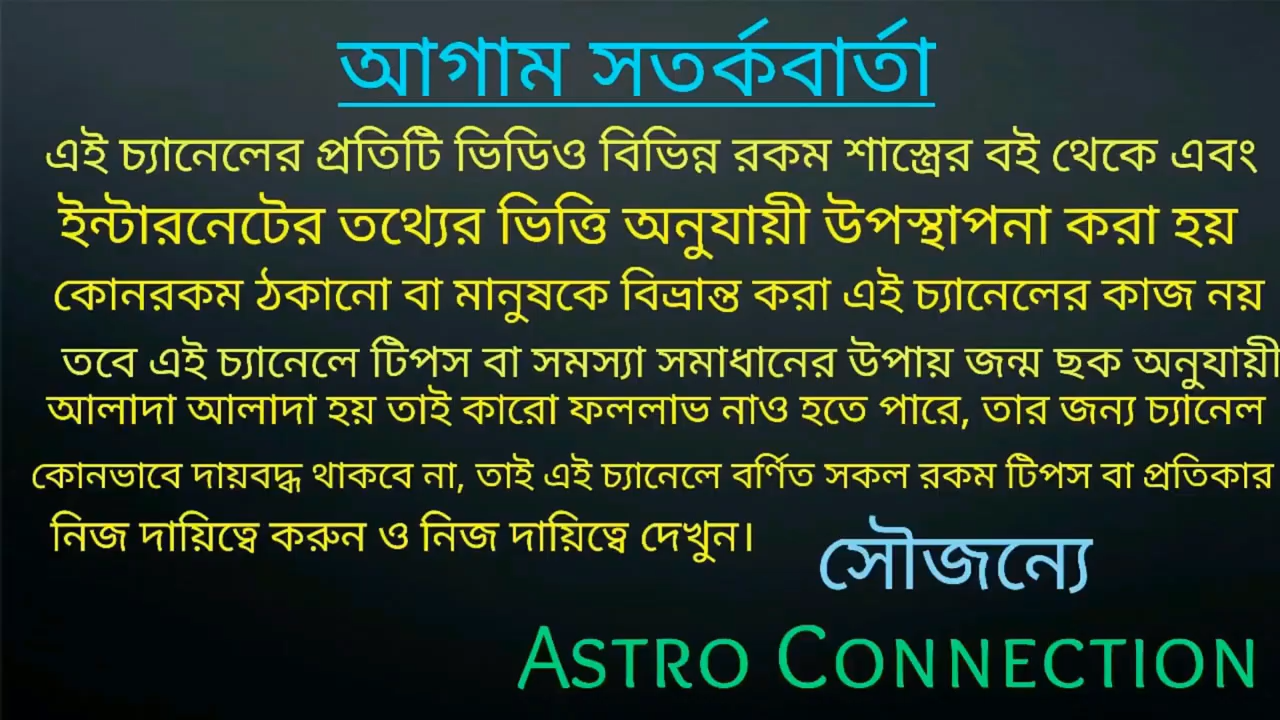 আগাম সতর্কবার্তা
এই চ্যানেলের প্রতিটি ভিডিও বিভিন্ন রকম শাস্ত্রের বই থেকে এবং
ইন্টারনেটের তথ্যের ভিত্তি অনুযায়ী উপস্থাপনা করা হয়
কোনরকম ঠকানো বা মানুষকে বিভ্রান্ত করা এই চ্যানেলের কাজ নয়
তবে এই চ্যানেলে টিপস বা সমস্যা সমাধানের উপায় জন্ম ছক অনুযায়ী
আলাদা আলাদা হয় তাই কারো ফললাভ নাও হতে পারে, তার জন্য চ্যানেল
কোনভাবে দায়বদ্ধ থাকবে না, তাই এই চ্যানেলে বর্ণিত সকল রকম টিপস বা প্রতিকার
নিজ দায়িত্বে করুন ও নিজ দায়িত্বে দেখুন।
সৌজন্যে
ASTRO CONNECTION